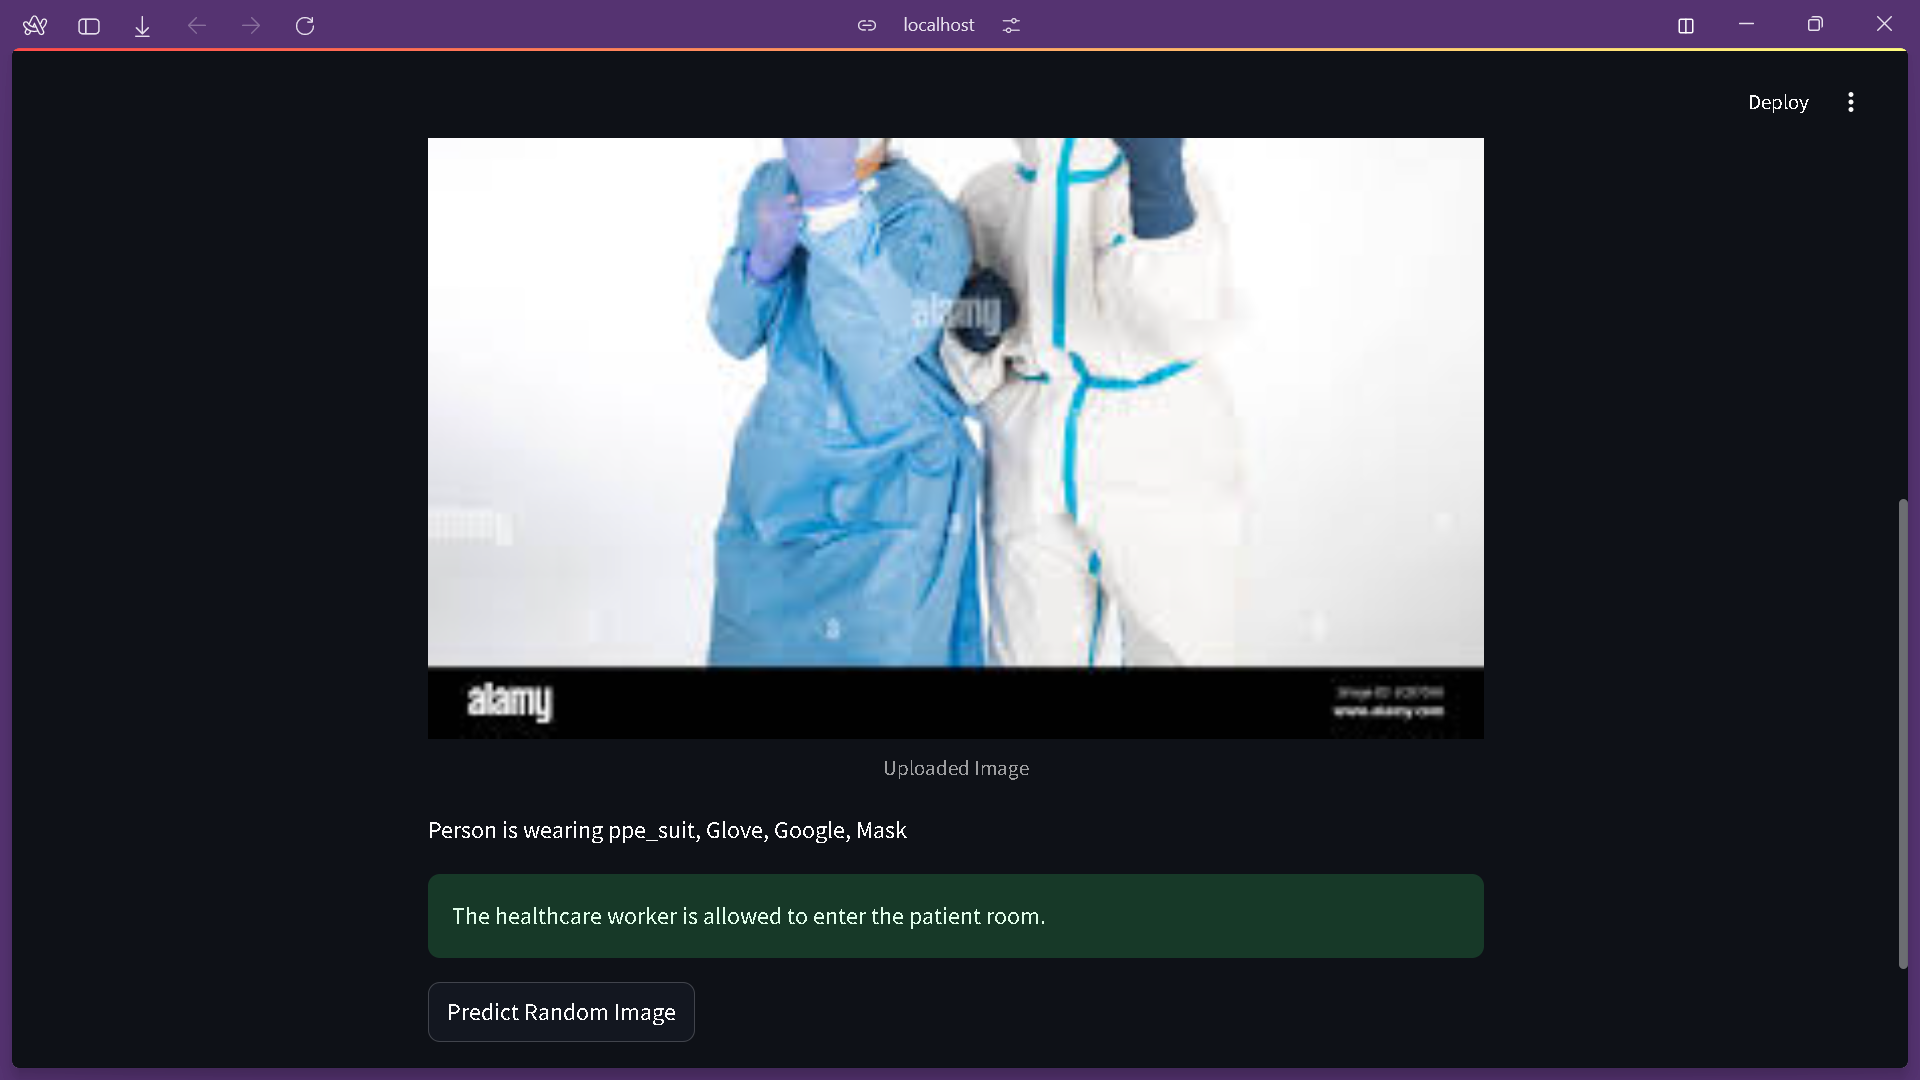 localhost
Deploy
alamy
a
alamy
www.alamy.com
Uploaded Image
Person is wearing ppe_suit, Glove, Google, Mask
The healthcare worker is allowed to enter the patient room.
Predict Random Image